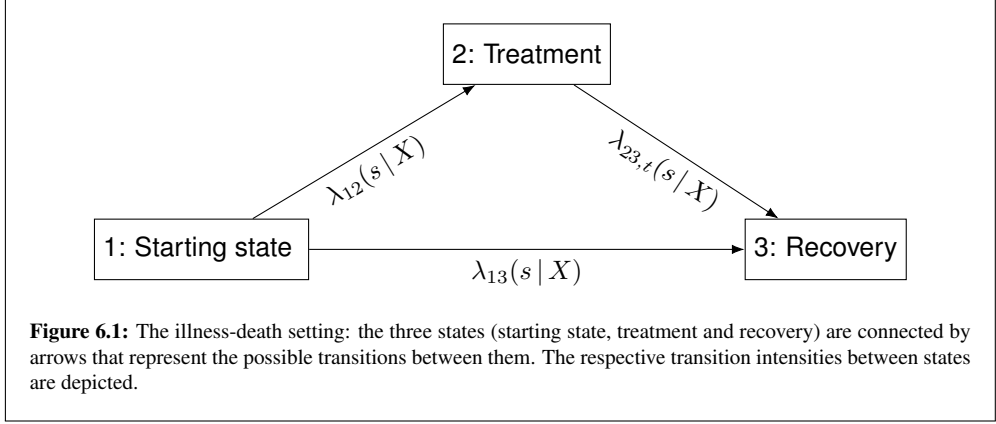 2: Treatment
λ₁₂(s | X)
λ₂₃,ₜ(s | X)
1: Starting state
3: Recovery
λ₁₃(s | X)
Figure 6.1: The illness-death setting: the three states (starting state, treatment and recovery) are connected by
arrows that represent the possible transitions between them. The respective transition intensities between states
are depicted.